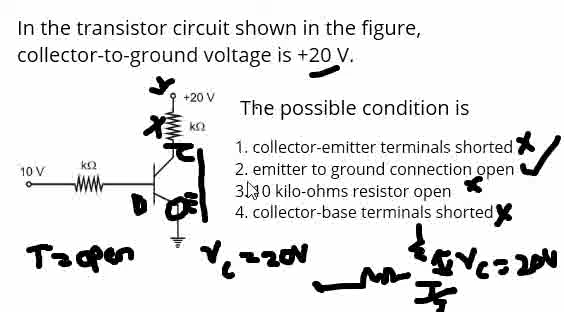 In the transistor circuit shown in the figure,
collector-to-ground voltage is +20 V.
+20 V
kΩ
The possible condition is
1. collector-emitter terminals shorted
10 V
kΩ
2. emitter to ground connection open
3. 10 kilo-ohms resistor open
4. collector-base terminals shorted
T = open
Vc = 20V
Vc = 20V